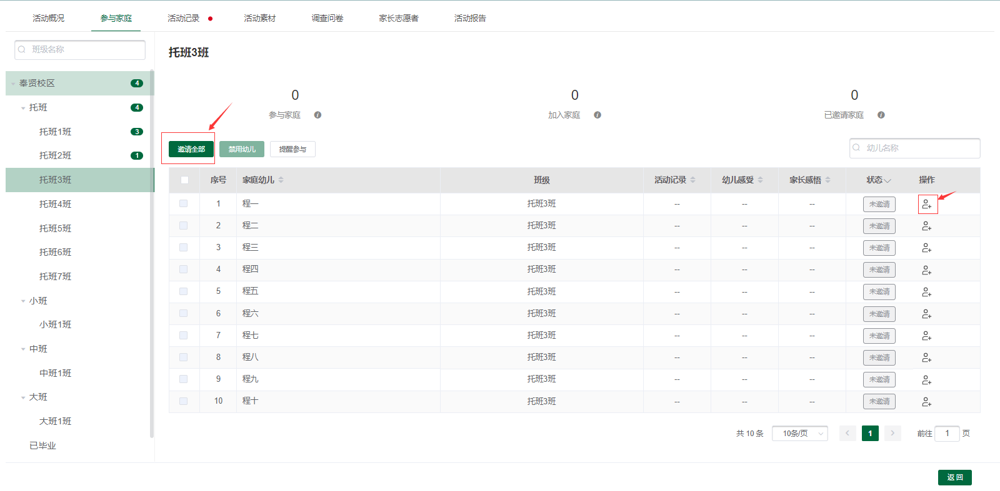 活动概况 参与家庭 活动记录 活动素材 调查问卷 家长志愿者 活动报告
班级名称
奉贤校区 4
托班 4
托班1班 3
托班2班 1
托班3班
托班4班
托班5班
托班6班
托班7班
小班
小班1班
中班
中班1班
大班
大班1班
已毕业
托班3班
0 0 0
参与家庭 加入家庭 已邀请家庭
邀请全部 禁用幼儿 提醒参与 幼儿名称
序号 家庭幼儿 班级 活动记录 幼儿感受 家长感悟 状态 操作
1 程一 托班3班 -- -- -- 未邀请
2 程二 托班3班 -- -- -- 未邀请
3 程三 托班3班 -- -- -- 未邀请
4 程四 托班3班 -- -- -- 未邀请
5 程五 托班3班 -- -- -- 未邀请
6 程六 托班3班 -- -- -- 未邀请
7 程七 托班3班 -- -- -- 未邀请
8 程八 托班3班 -- -- -- 未邀请
9 程九 托班3班 -- -- -- 未邀请
10 程十 托班3班 -- -- -- 未邀请
共 10 条 10条/页 1 前往 1 页
返回